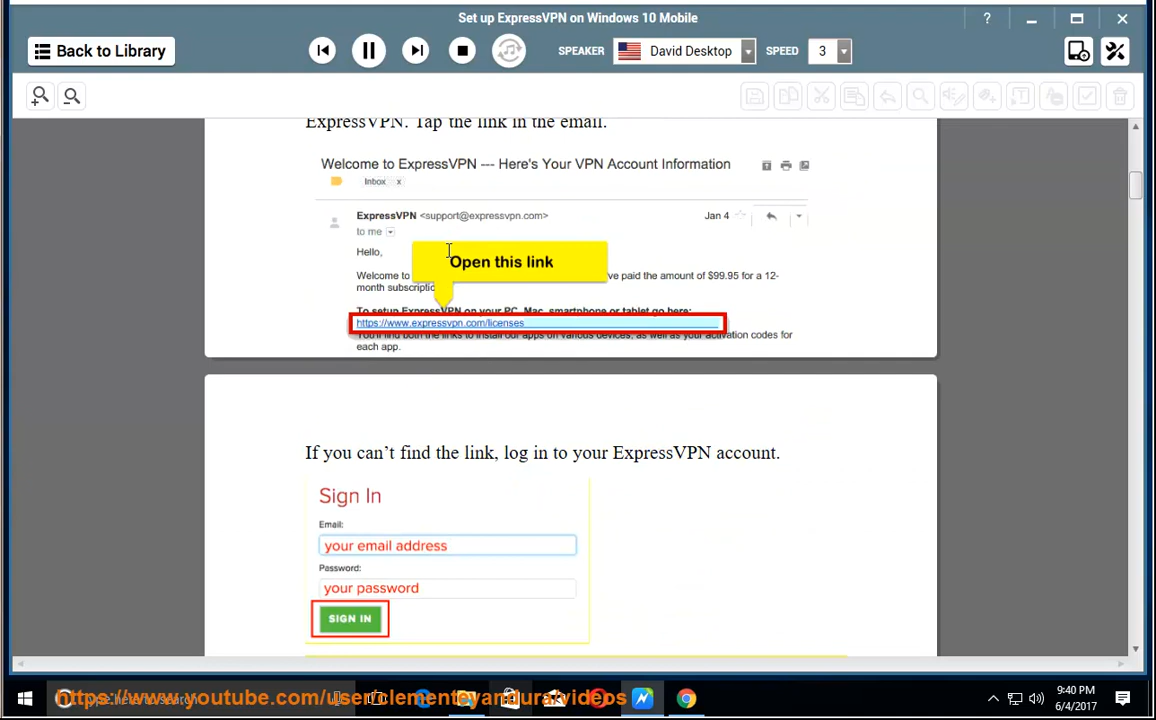 Set up ExpressVPN on Windows 10 Mobile
?
Back to Library
SPEAKER
David Desktop
SPEED
3
ExpressVPN. Tap the link in the email.
Welcome to ExpressVPN --- Here's Your VPN Account Information
Inbox x
ExpressVPN <support@expressvpn.com>
Jan 4
to me
Hello,
Open this link
Welcome to
ve paid the amount of $99.95 for a 12-
month subscriptio
To setup ExpressVPN on your PC, Mac, smartphone or tablet go here:
https://www.expressvpn.com/licenses
You'll find both the links to install our apps on various devices, as well as your activation codes for
each app.
If you can't find the link, log in to your ExpressVPN account.
Sign In
Email:
your email address
Password:
your password
SIGN IN
Type here to search
https://www.youtube.com/userclementeyanduraivideos
9:40 PM
6/4/2017